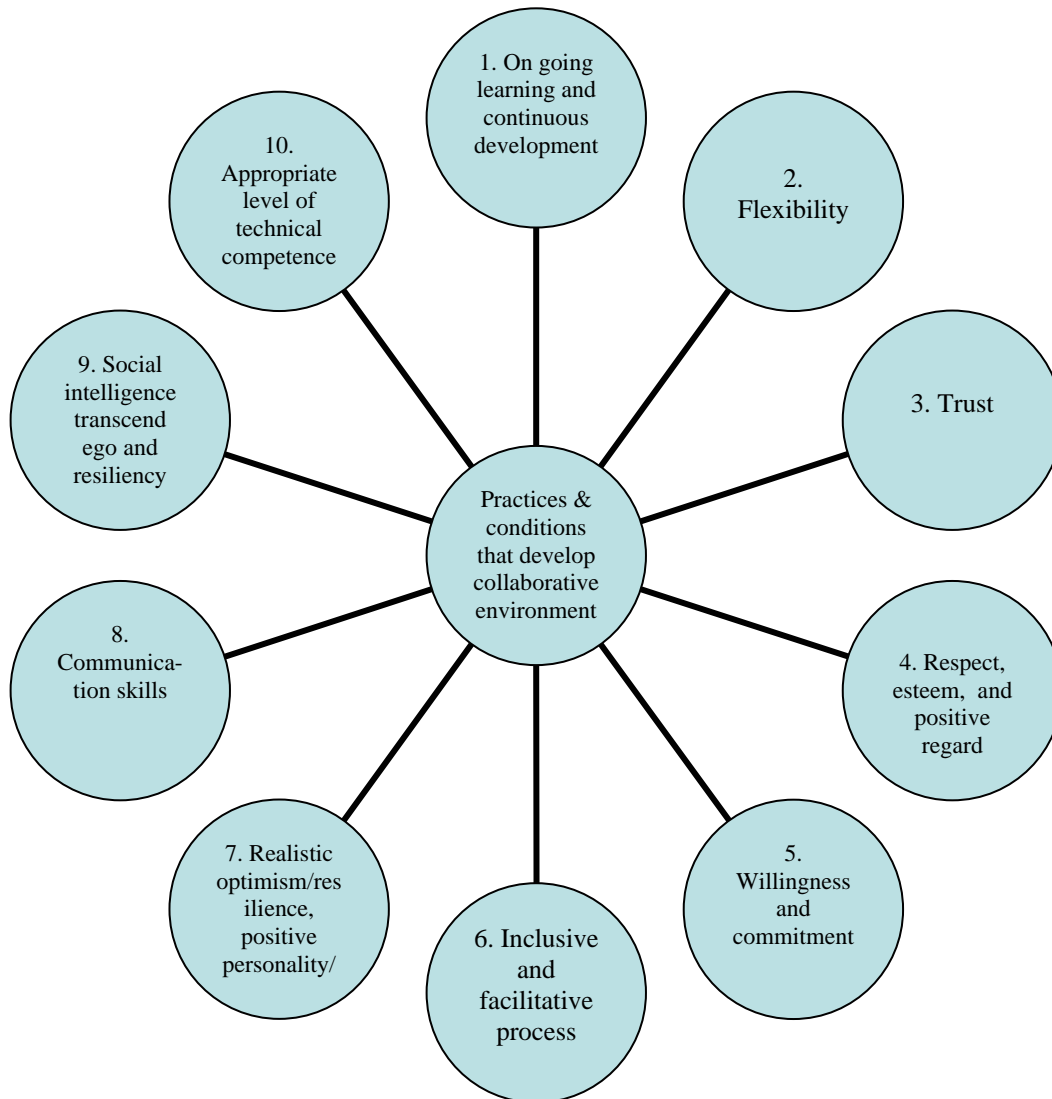 1. On going
learning and
continuous
development
2.
Flexibility
3. Trust
4. Respect,
esteem, and
positive
regard
5.
Willingness
and
commitment
6. Inclusive
and
facilitative
process
7. Realistic
optimism/res
ilience,
positive
personality/
8.
Communica-
tion skills
9. Social
intelligence
transcend
ego and
resiliency
10.
Appropriate
level of
technical
competence
Practices &
conditions
that develop
collaborative
environment